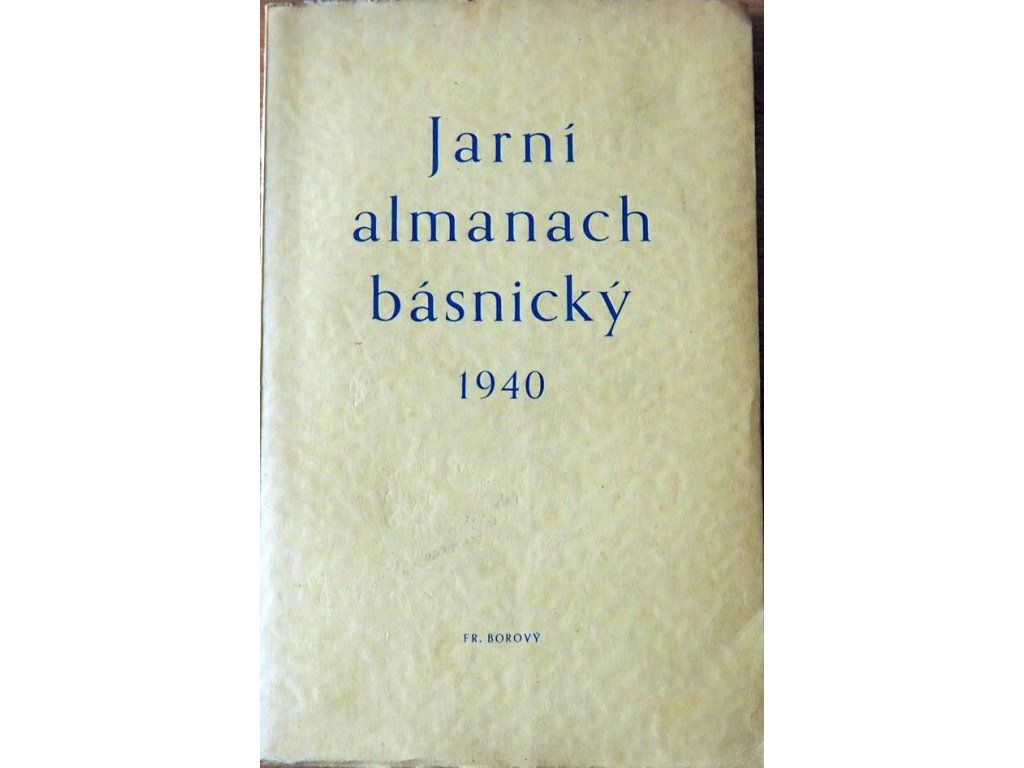 Jarní
almanach
básnický
1940
FR. BOROVÝ